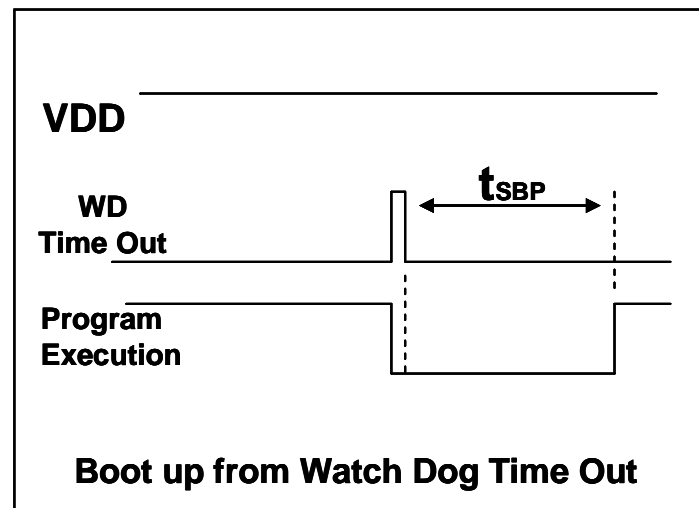 VDD
tSBP
WD
Time Out
Program
Execution
Boot up from Watch Dog Time Out